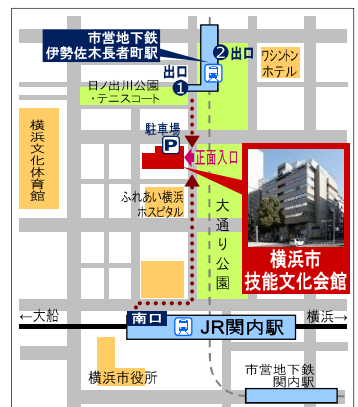 市営地下鉄
伊勢佐木長者町駅
❷出口
ワシントン
ホテル
出口
❶
日ノ出川公園
・テニスコート
横浜文化体育館
駐車場
P
正面入口
ふれあい横浜
ホスピタル
大通り公園
横浜市
技能文化会館
←大船
南口
JR関内駅
横浜→
横浜市役所
市営地下鉄
関内駅